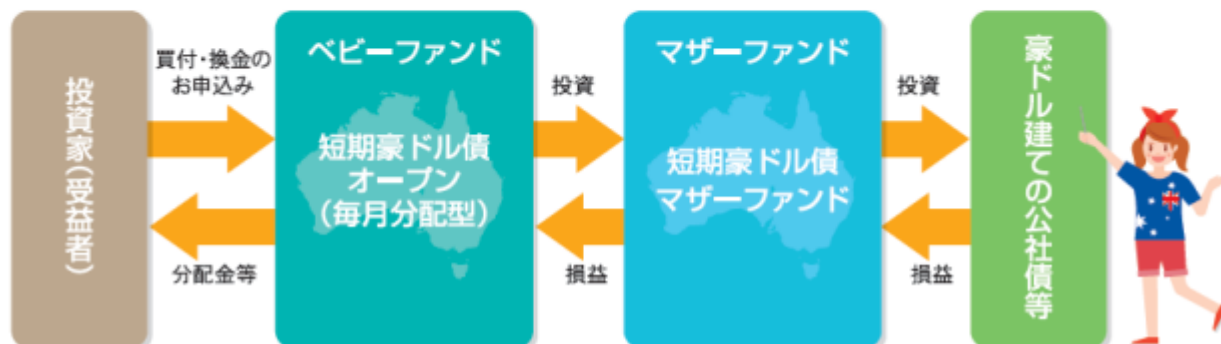 投資家(受益者)
買付・換金の
お申込み
分配金等
ベビーファンド
短期豪ドル債
オープン
(毎月分配型)
投資
損益
マザーファンド
短期豪ドル債
マザーファンド
投資
損益
豪ドル建ての公社債等